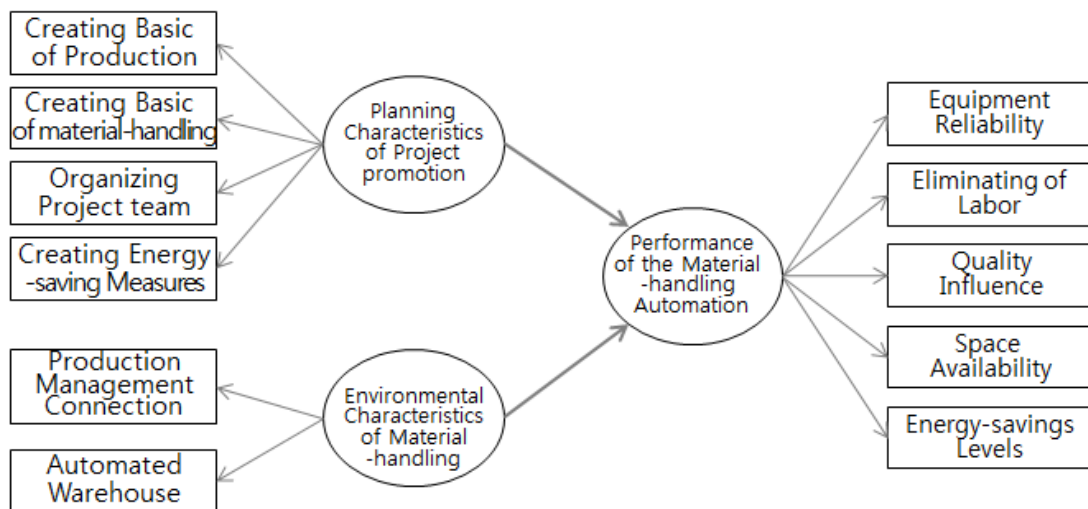 Creating Basic
of Production
Creating Basic
of material-handling
Organizing
Project team
Creating Energy
-saving Measures
Production
Management
Connection
Automated
Warehouse
Planning
Characteristics
of Project
promotion
Environmental
Characteristics
of Material
-handling
Performance
of the Material
-handling
Automation
Equipment
Reliability
Eliminating of
Labor
Quality
Influence
Space
Availability
Energy-savings
Levels